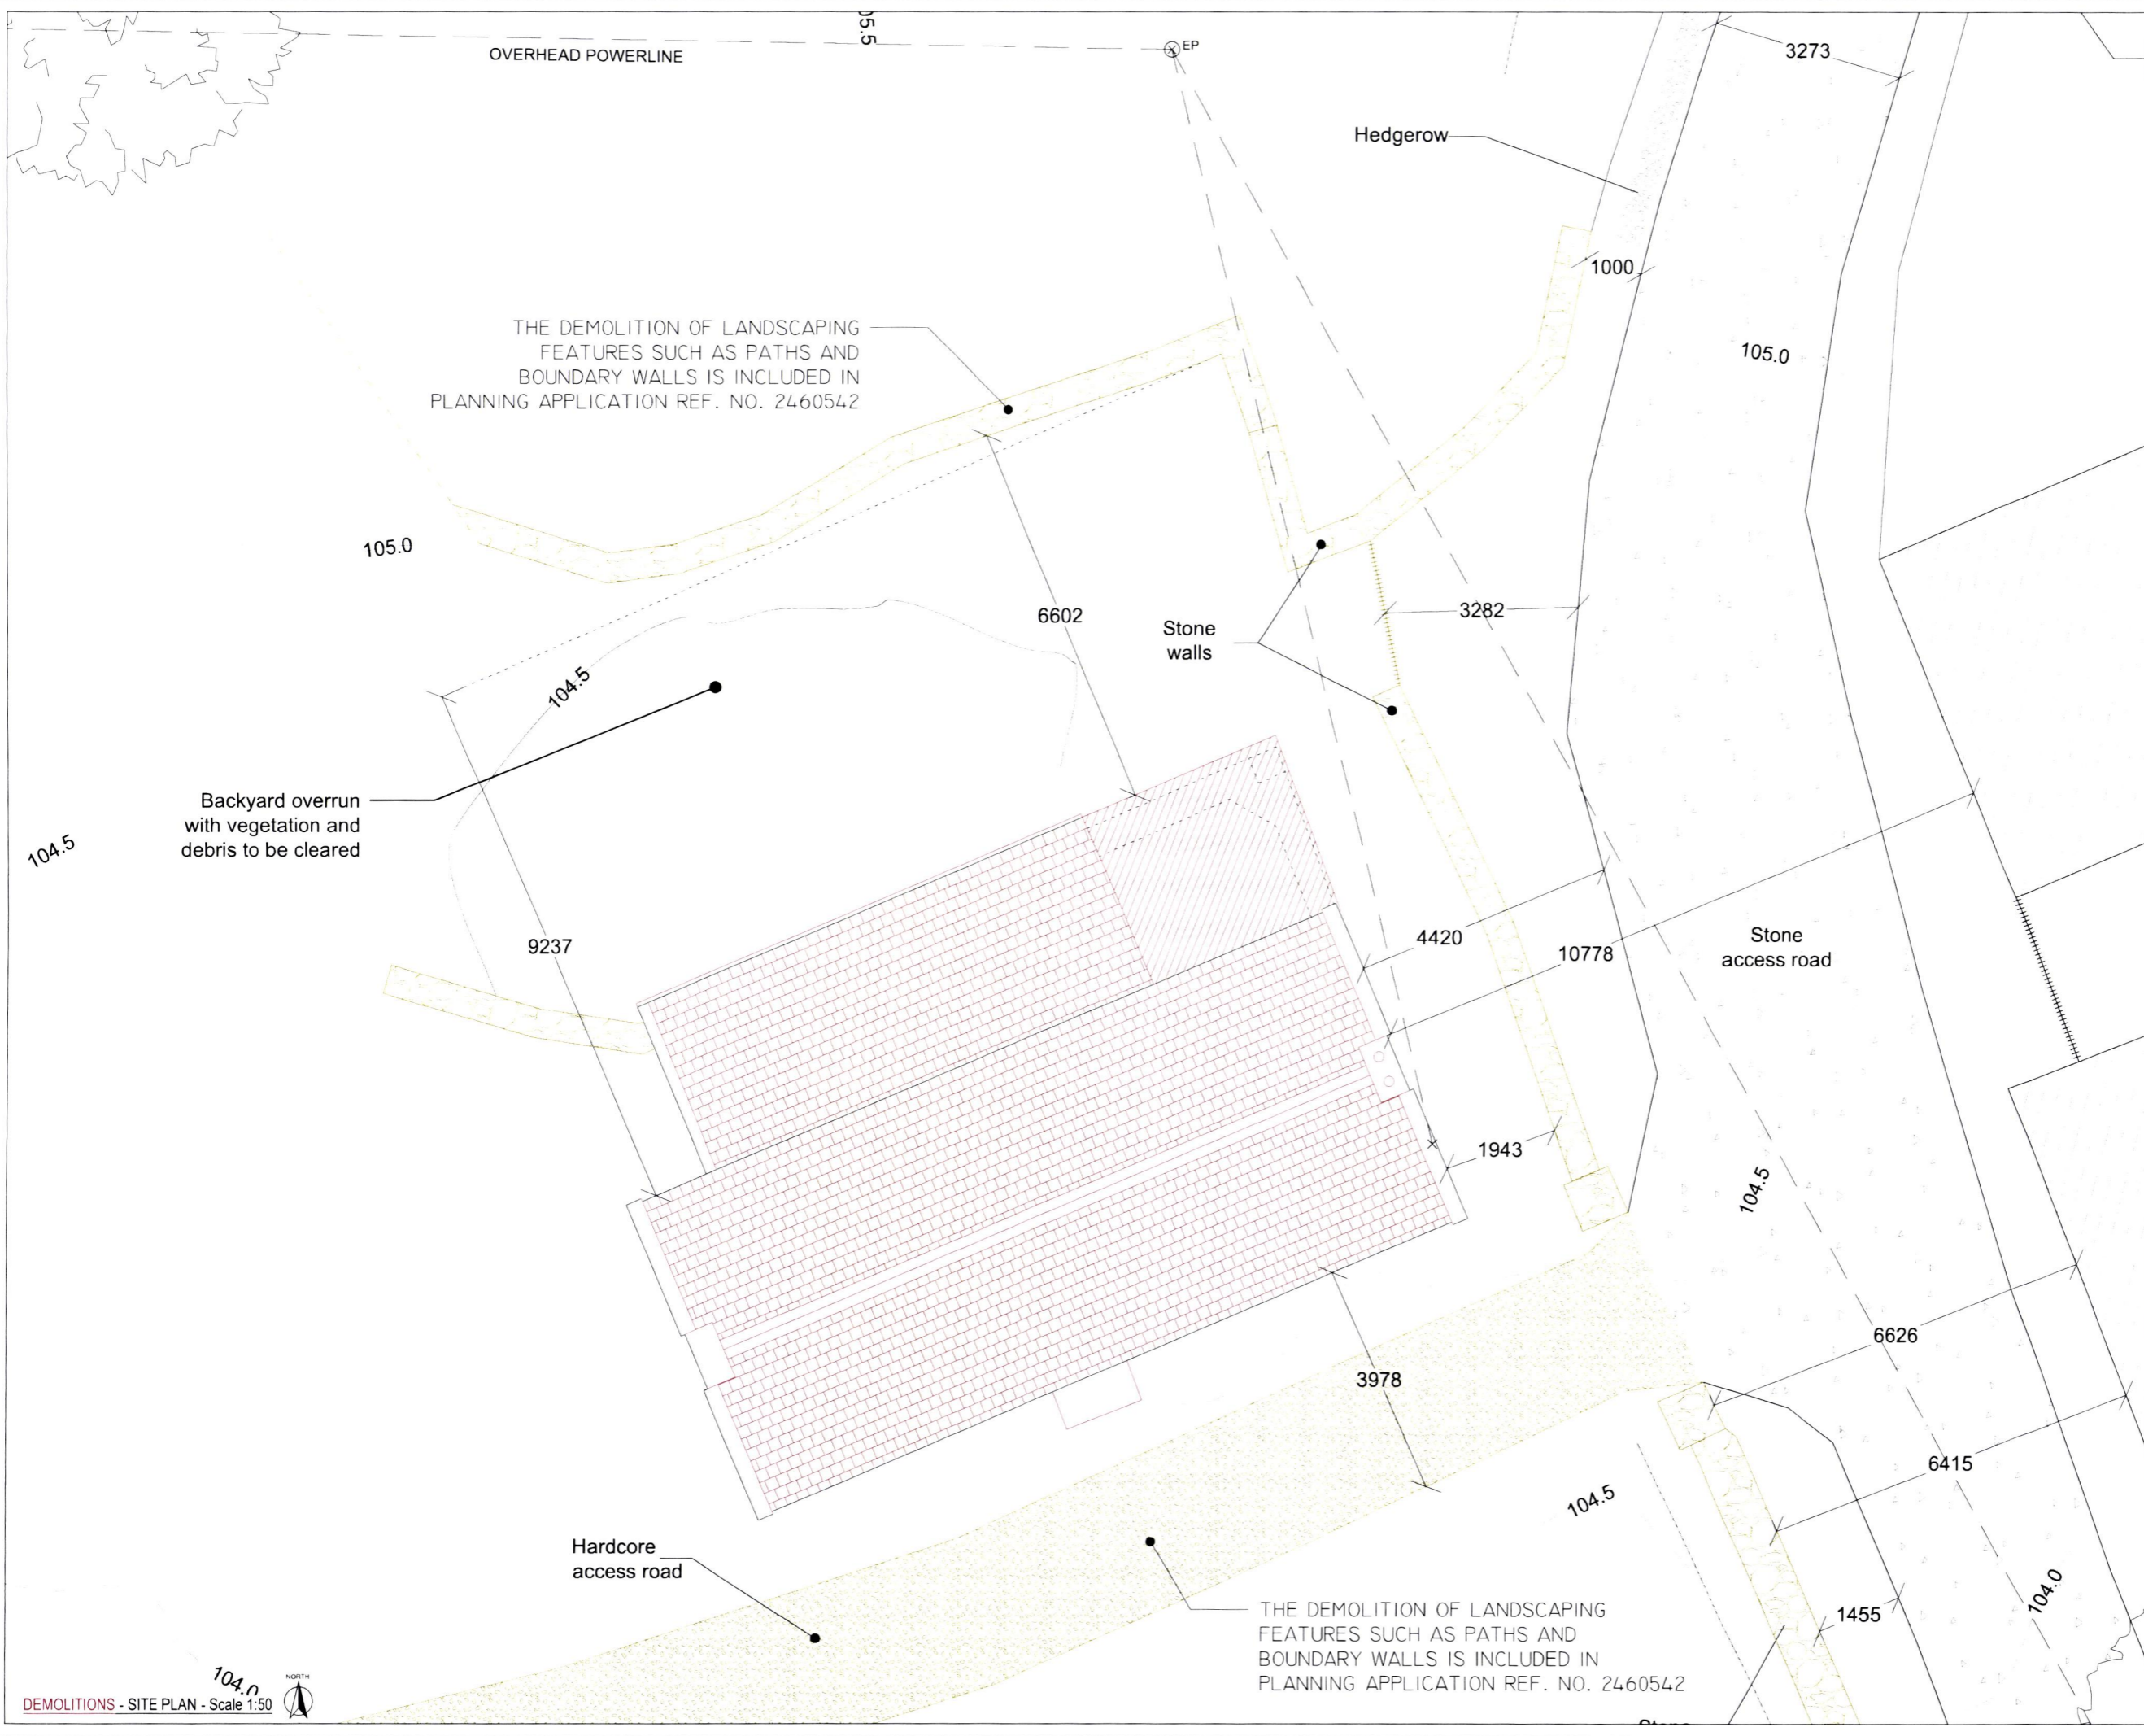 05.5
EP
OVERHEAD POWERLINE
3273
Hedgerow
1000
THE DEMOLITION OF LANDSCAPING
FEATURES SUCH AS PATHS AND
BOUNDARY WALLS IS INCLUDED IN
PLANNING APPLICATION REF. NO. 2460542
105.0
105.0
6602
3282
Stone
walls
104.5
Backyard overrun
with vegetation and
debris to be cleared
104.5
9237
4420
10778
Stone
access road
1943
104.5
6626
3978
6415
104.5
Hardcore
access road
THE DEMOLITION OF LANDSCAPING
FEATURES SUCH AS PATHS AND
BOUNDARY WALLS IS INCLUDED IN
PLANNING APPLICATION REF. NO. 2460542
1455
104.0
104.0
NORTH
DEMOLITIONS - SITE PLAN - Scale 1:50